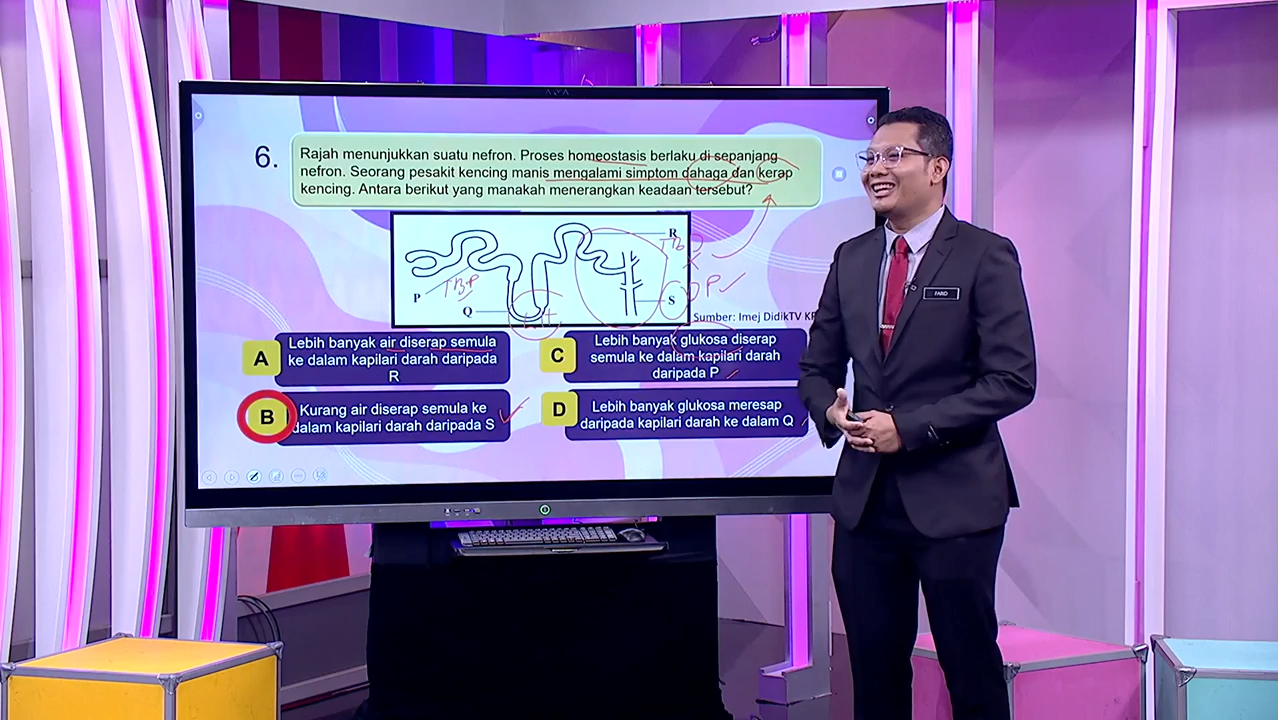 6.
Rajah menunjukkan suatu nefron. Proses homeostasis berlaku di sepanjang
nefron. Seorang pesakit kencing manis mengalami simptom dahaga dan kerap
kencing. Antara berikut yang manakah menerangkan keadaan tersebut?
R
P
TBP
Q
S
Sumber: Imej DidikTV
A
Lebih banyak air diserap semula
ke dalam kapilari darah daripada
R
B
Kurang air diserap semula ke
dalam kapilari darah daripada S
C
Lebih banyak glukosa diserap
semula ke dalam kapilari darah
daripada P
D
Lebih banyak glukosa meresap
daripada kapilari darah ke dalam Q
FARID